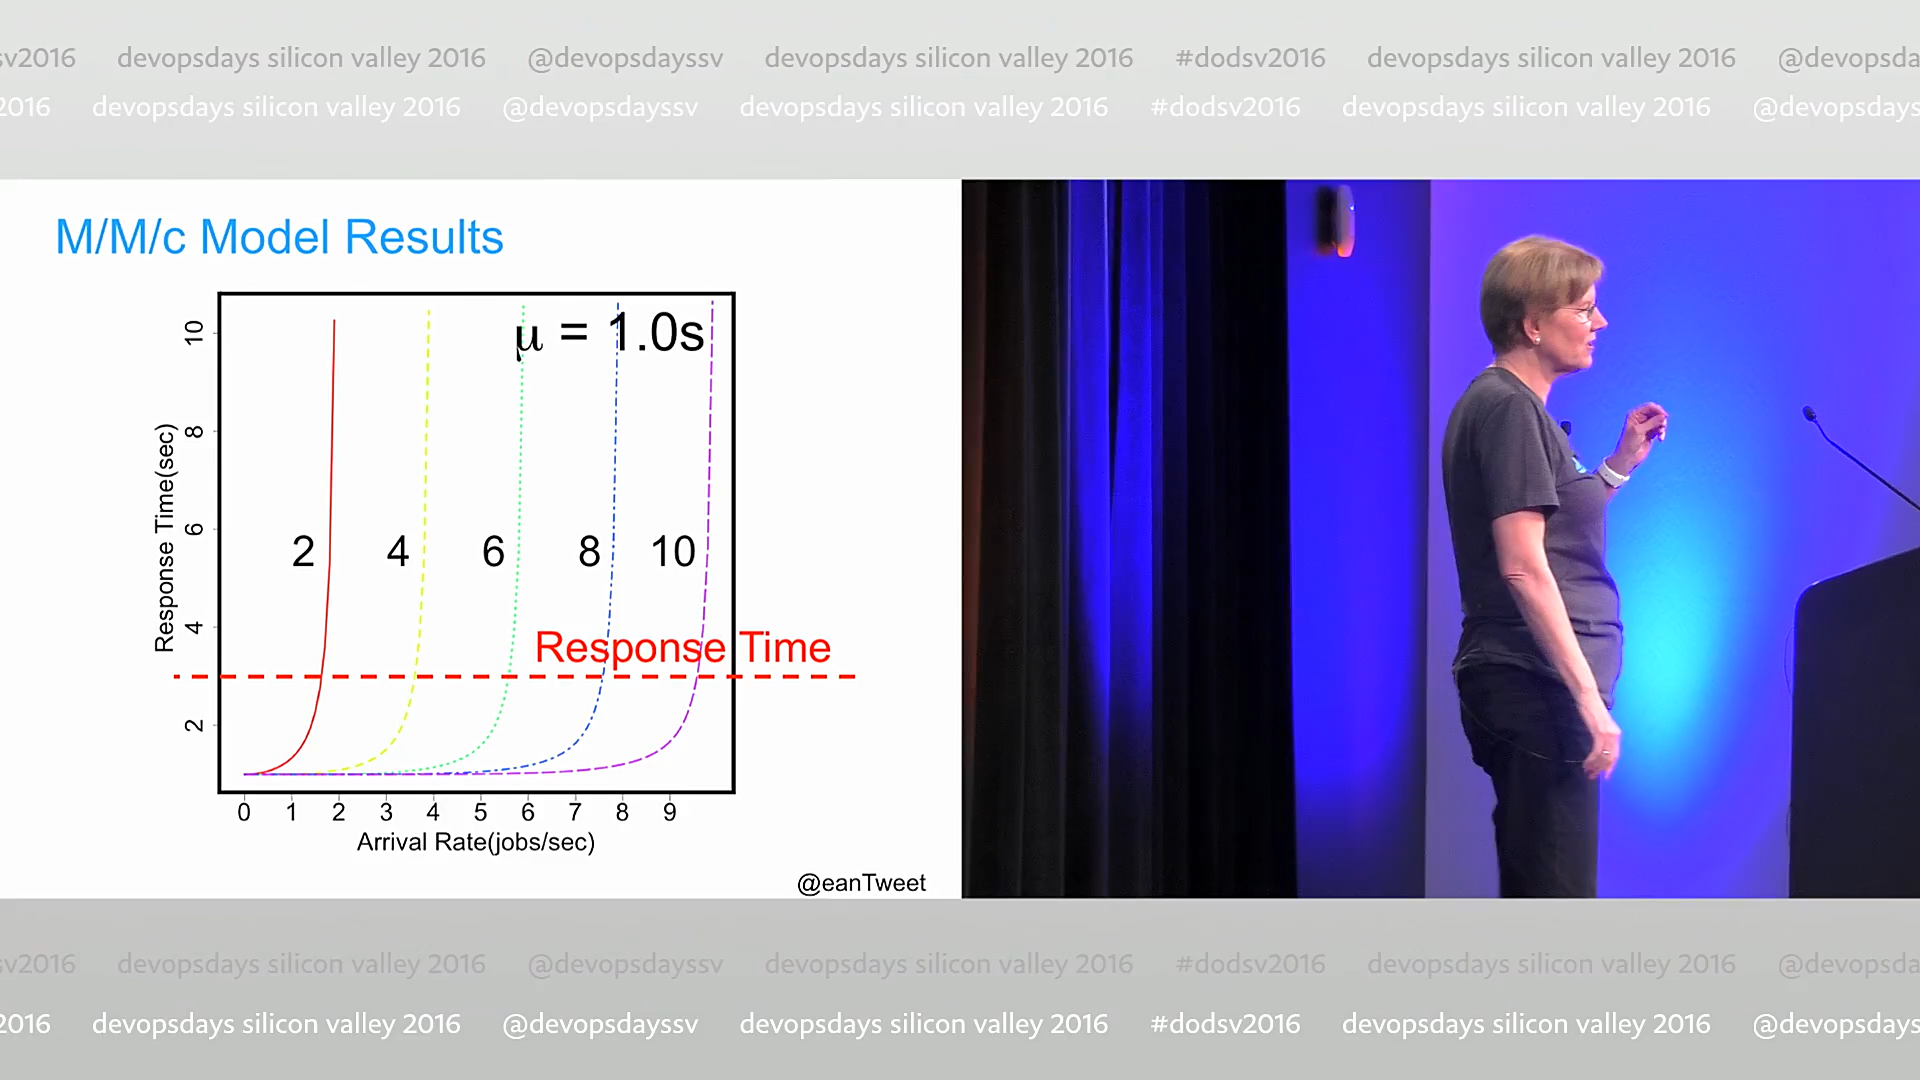 sv2016 devopsdays silicon valley 2016 @devopsdayssv devopsdays silicon valley 2016 #dodsv2016 devopsdays silicon valley 2016 @devopsda
2016 devopsdays silicon valley 2016 @devopsdayssv devopsdays silicon valley 2016 #dodsv2016 devopsdays silicon valley 2016 @devopsdays
M/M/c Model Results
μ = 1.0s
10
8
6
4
2
Response Time(sec)
2 4 6 8 10
Response Time
0 1 2 3 4 5 6 7 8 9
Arrival Rate(jobs/sec)
@eanTweet
sv2016 devopsdays silicon valley 2016 @devopsdayssv devopsdays silicon valley 2016 #dodsv2016 devopsdays silicon valley 2016 @devopsda
2016 devopsdays silicon valley 2016 @devopsdayssv devopsdays silicon valley 2016 #dodsv2016 devopsdays silicon valley 2016 @devopsdays